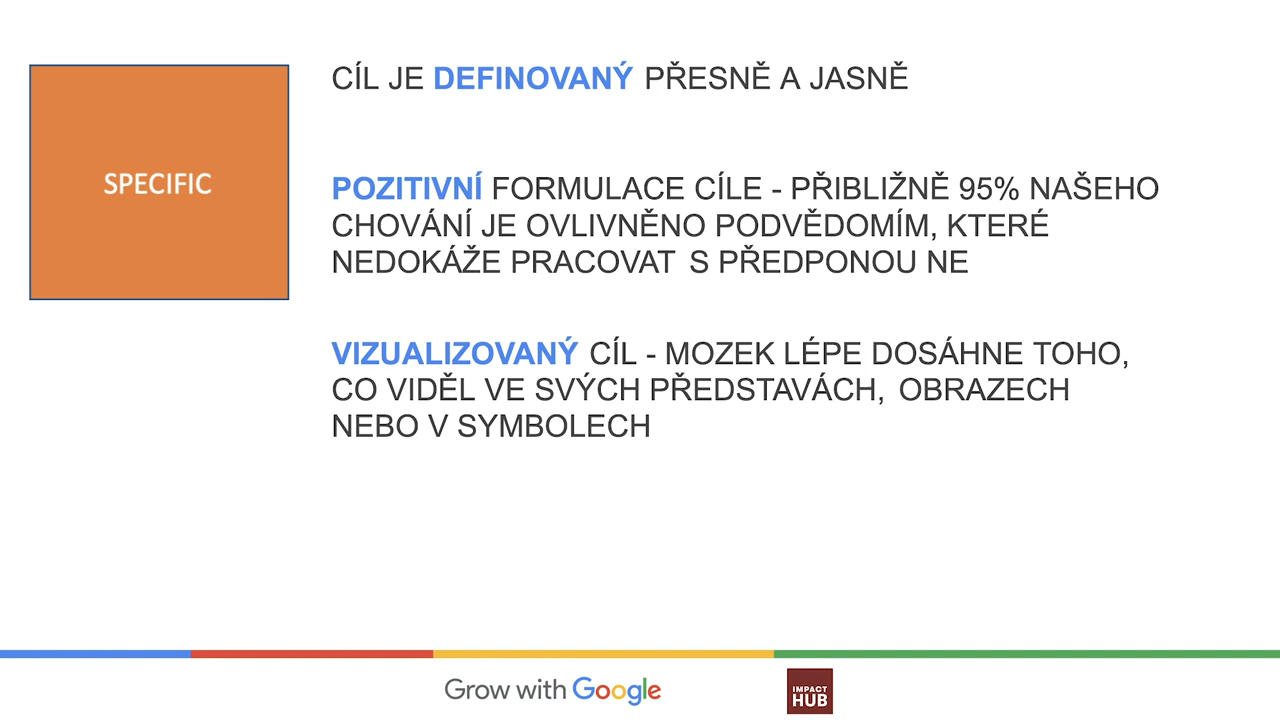 SPECIFIC
CÍL JE DEFINOVANÝ PŘESNĚ A JASNĚ
POZITIVNÍ FORMULACE CÍLE - PŘIBLIŽNĚ 95% NAŠEHO
CHOVÁNÍ JE OVLIVNĚNO PODVĚDOMÍM, KTERÉ
NEDOKÁŽE PRACOVAT S PŘEDPONOU NE
VIZUALIZOVANÝ CÍL - MOZEK LÉPE DOSÁHNE TOHO,
CO VIDĚL VE SVÝCH PŘEDSTAVÁCH, OBRAZECH
NEBO V SYMBOLECH
Grow with Google
IMPACT
HUB